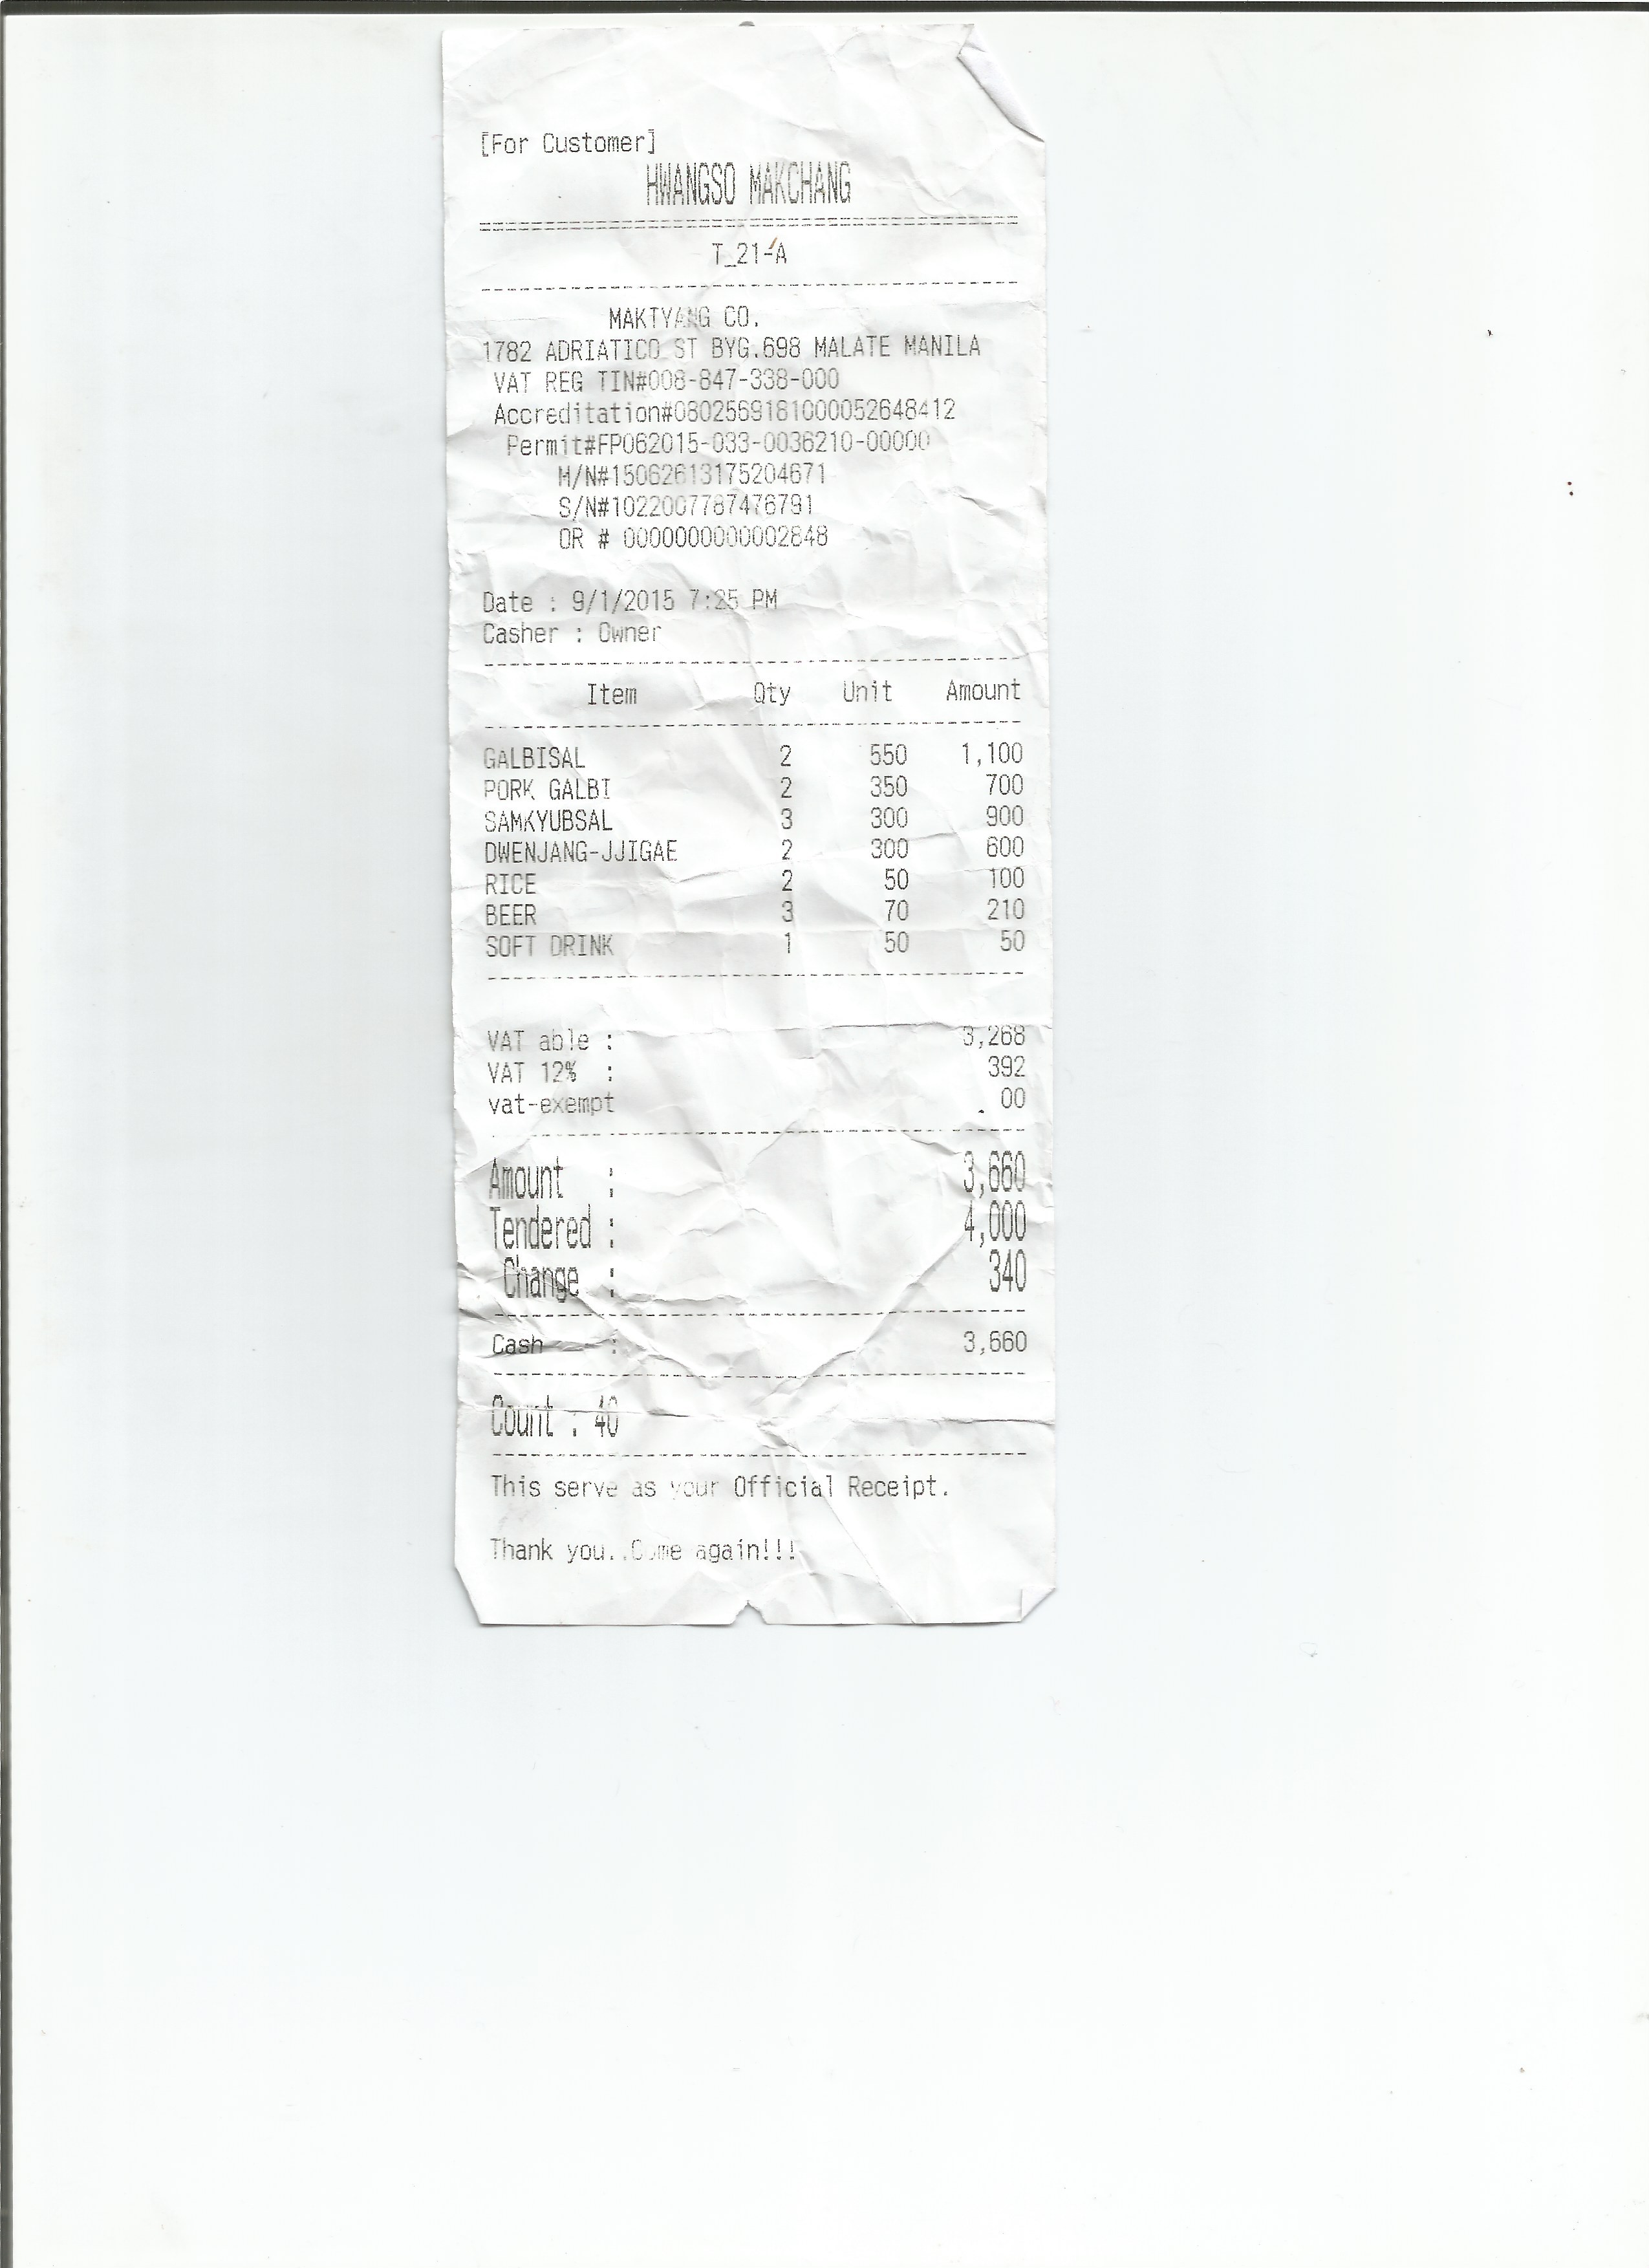 [For Customer]
HWANGSO MAKCHANG
T_21-A
MAKTYANG CO.
1782 ADRIATICO ST BYG.698 MALATE MANILA
VAT REG TIN#008-847-338-000
Accreditation#0802569181000052648412
Permit#FP062015-033-0036210-00000
M/N#15062613175204671
S/N#1022007787476791
OR # 0000000000002848
Date : 9/1/2015 7:25 PM
Casher : Owner
Item Qty Unit Amount
GALBISAL 2 550 1,100
PORK GALBI 2 350 700
SAMKYUBSAL 3 300 900
DWENJANG-JJIGAE 2 300 600
RICE 2 50 100
BEER 3 70 210
SOFT DRINK 1 50 50
VAT able : 3,268
VAT 12% : 392
vat-exempt .00
Amount : 3,660
Tendered : 4,000
Change : 340
Cash : 3,660
Count : 40
This serve as your Official Receipt.
Thank you..Come again!!!